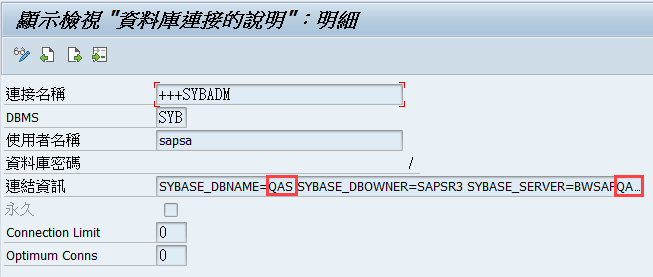 顯示檢視 "資料庫連接的說明"：明細
連接名稱 +++SYBADM
DBMS SYB
使用者名稱 sapsa
資料庫密碼 /
連結資訊 SYBASE_DBNAME=QAS SYBASE_DBOWNER=SAPSR3 SYBASE_SERVER=BWSAPQA...
永久
Connection Limit 0
Optimum Conns 0